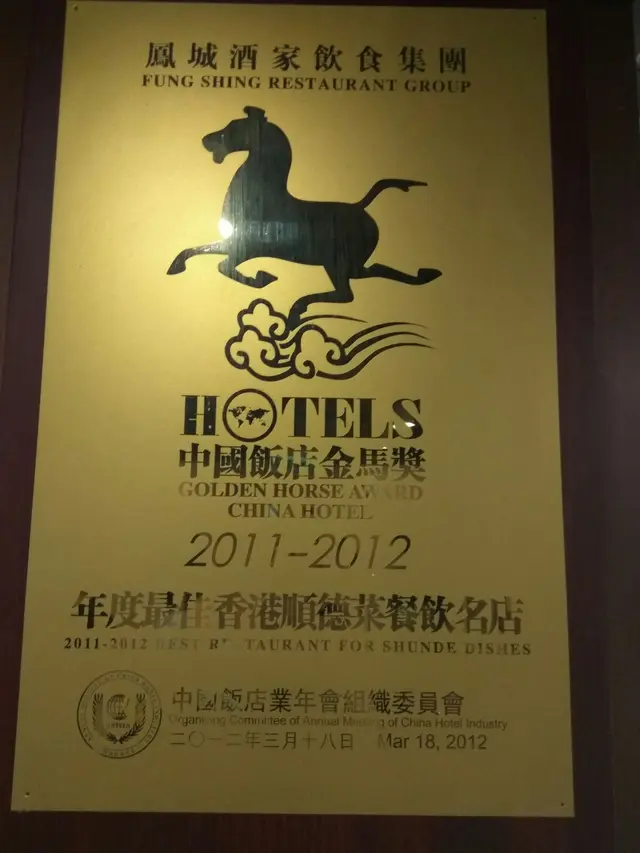 鳳城酒家飲食集團
FUNG SHING RESTAURANT GROUP
HOTELS
中國飯店金馬獎
GOLDEN HORSE AWARD
CHINA HOTEL
2011-2012
年度最佳香港順德菜餐飲名店
2011-2012 BEST RESTAURANT FOR SHUNDE DISHES
中國飯店業年會組織委員會
Organizing Committee of Annual Meeting of China Hotel Industry
二〇一二年三月十八日 Mar 18, 2012